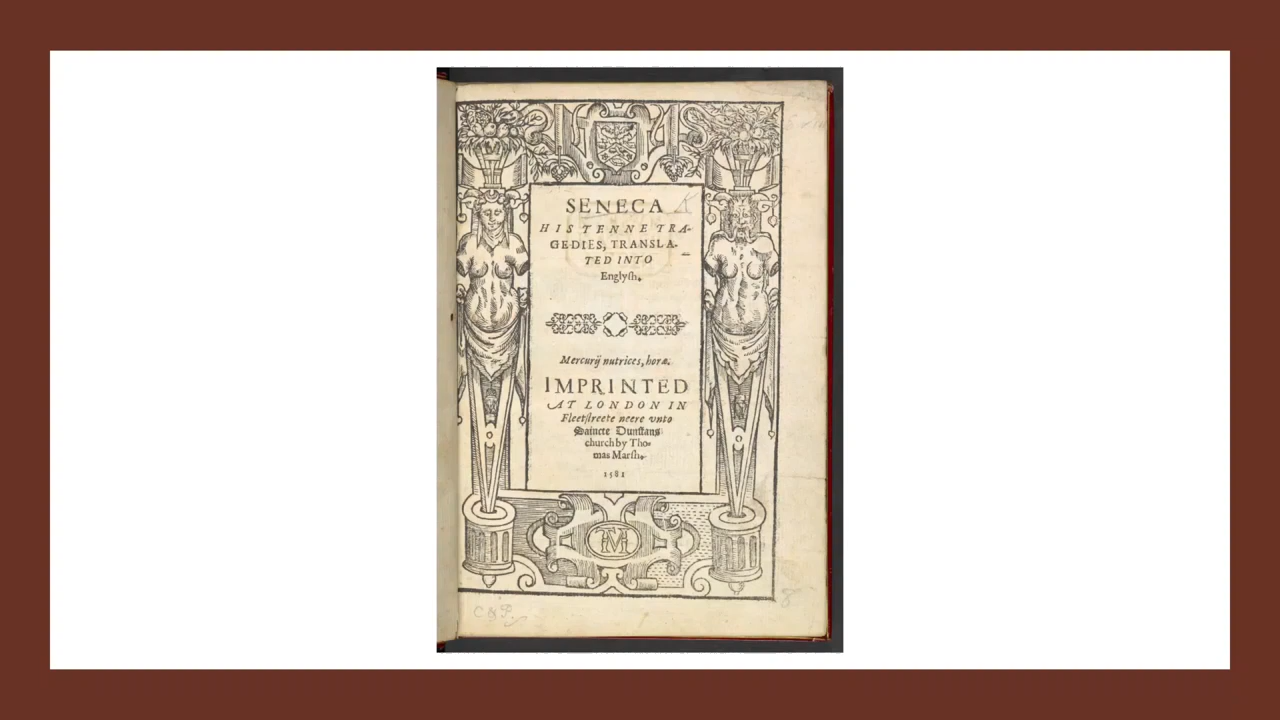 SENECA
HIS TENNE TRA-
GEDIES, TRANSLA-
TED INTO
Englyſh.
Mercurij nutrices, horæ.
IMPRINTED
AT LONDON IN
Fleetſtreete neere vnto
Saincte Dunſtans
church by Tho-
mas Marſh.
1581
TM
C & P.